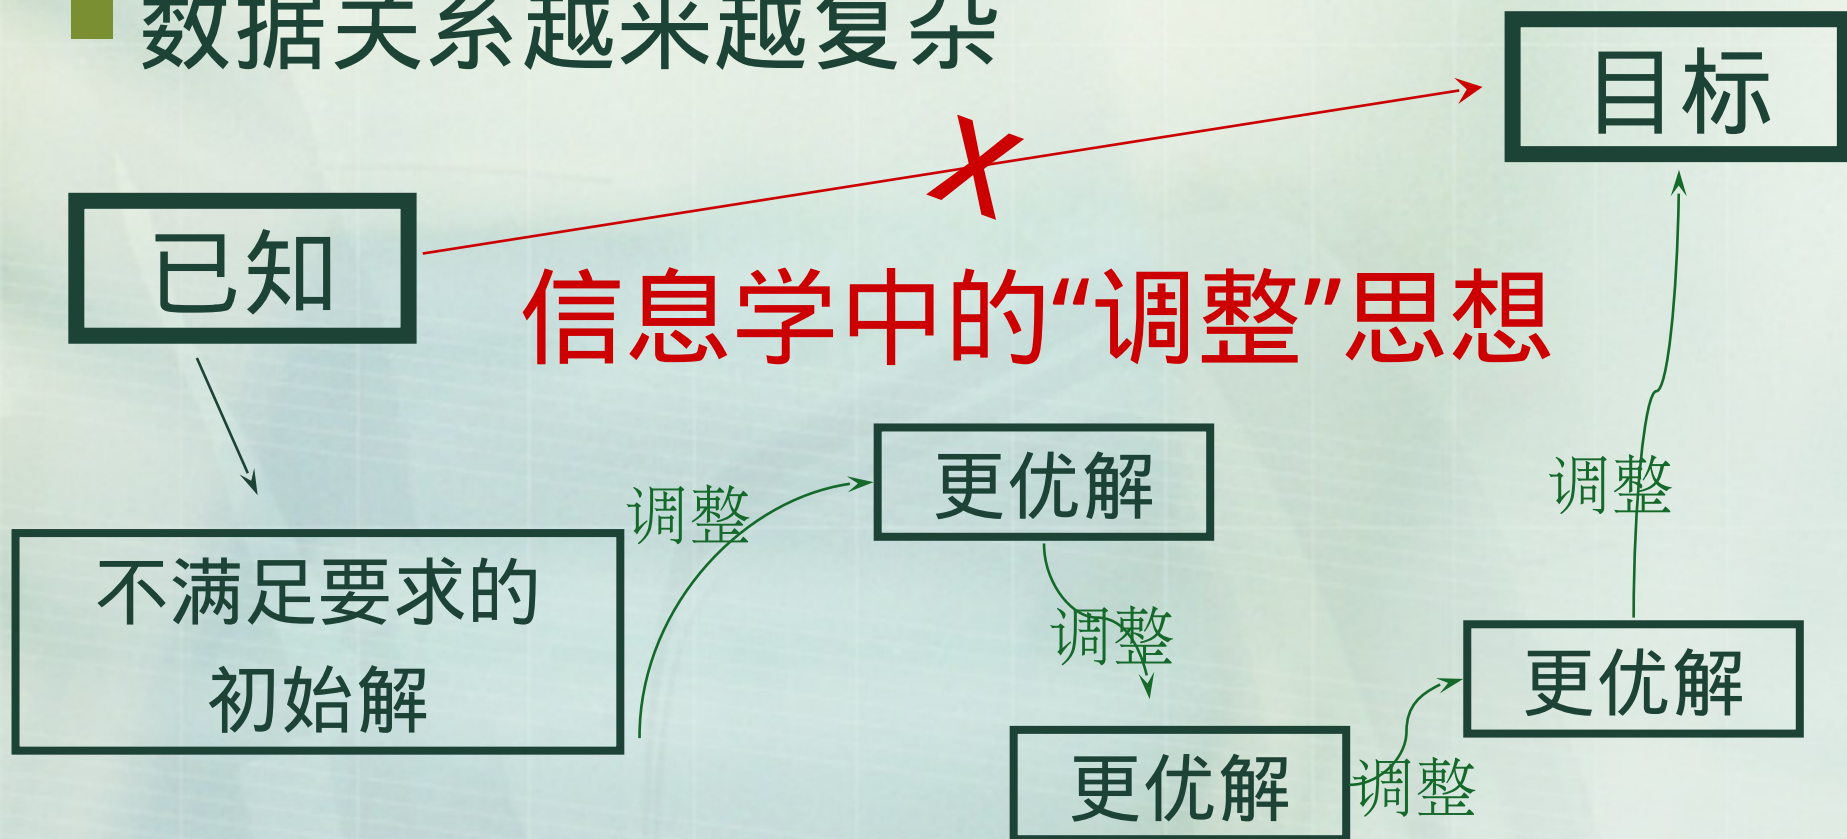 数据关系越来越复杂
目标
已知
信息学中的“调整”思想
更优解
调整
调整
不满足要求的
初始解
调整
更优解
更优解
调整